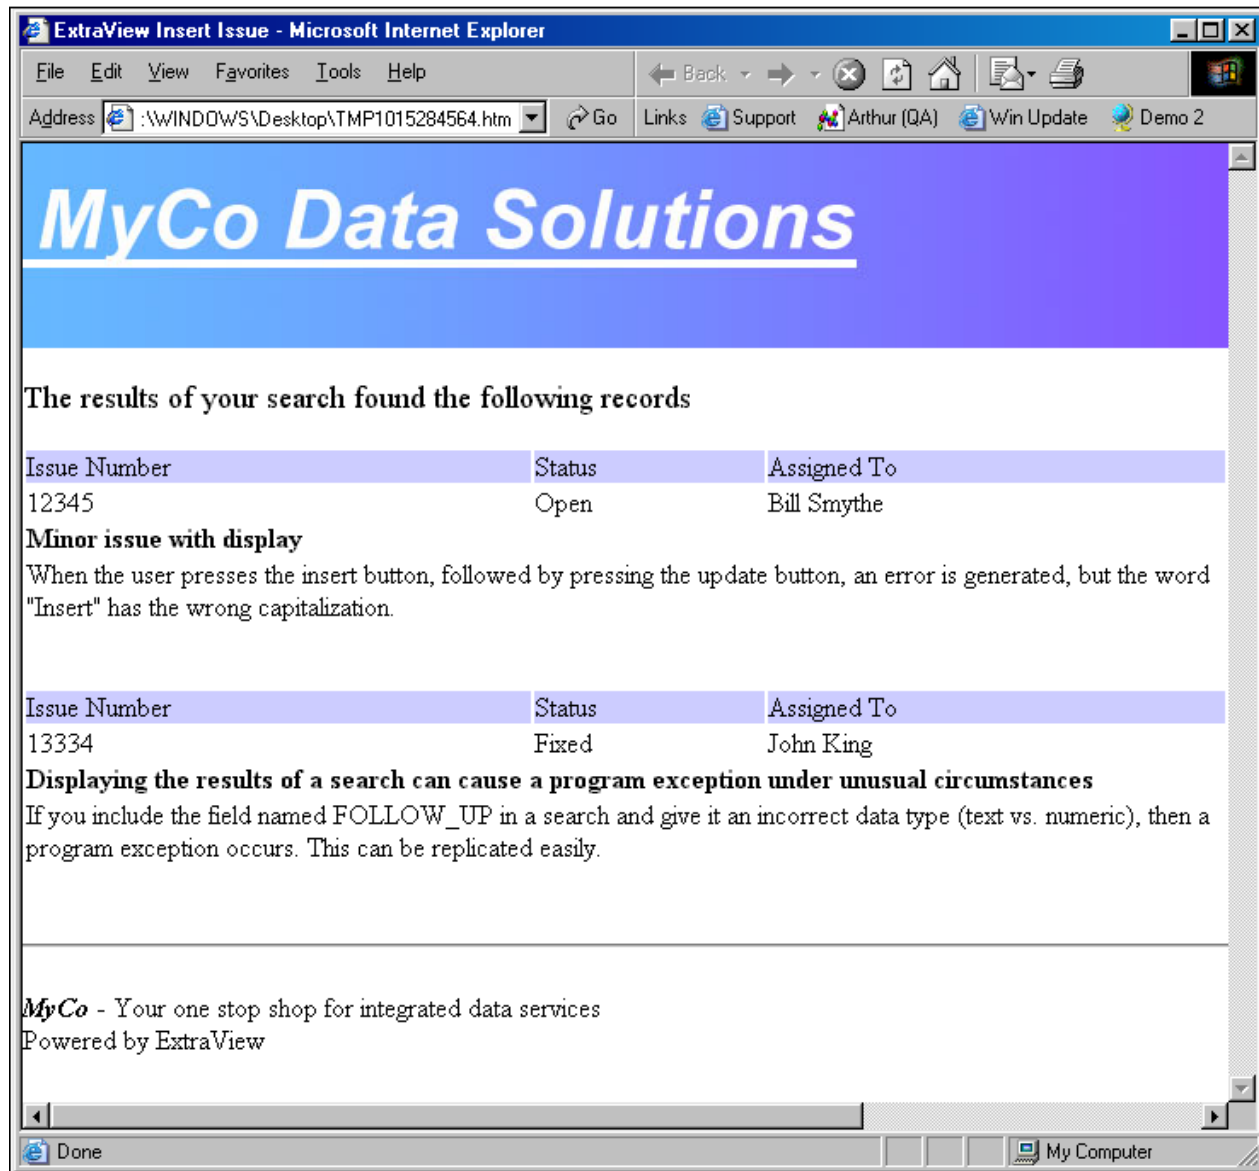 ExtraView Insert Issue - Microsoft Internet Explorer
File Edit View Favorites Tools Help Back
Address :\WINDOWS\Desktop\TMP1015284564.htm Go Links Support Arthur (QA) Win Update Demo 2
MyCo Data Solutions
The results of your search found the following records
Issue Number Status Assigned To
12345 Open Bill Smythe
Minor issue with display
When the user presses the insert button, followed by pressing the update button, an error is generated, but the word
"Insert" has the wrong capitalization.
Issue Number Status Assigned To
13334 Fixed John King
Displaying the results of a search can cause a program exception under unusual circumstances
If you include the field named FOLLOW_UP in a search and give it an incorrect data type (text vs. numeric), then a
program exception occurs. This can be replicated easily.
MyCo - Your one stop shop for integrated data services
Powered by ExtraView
Done My Computer